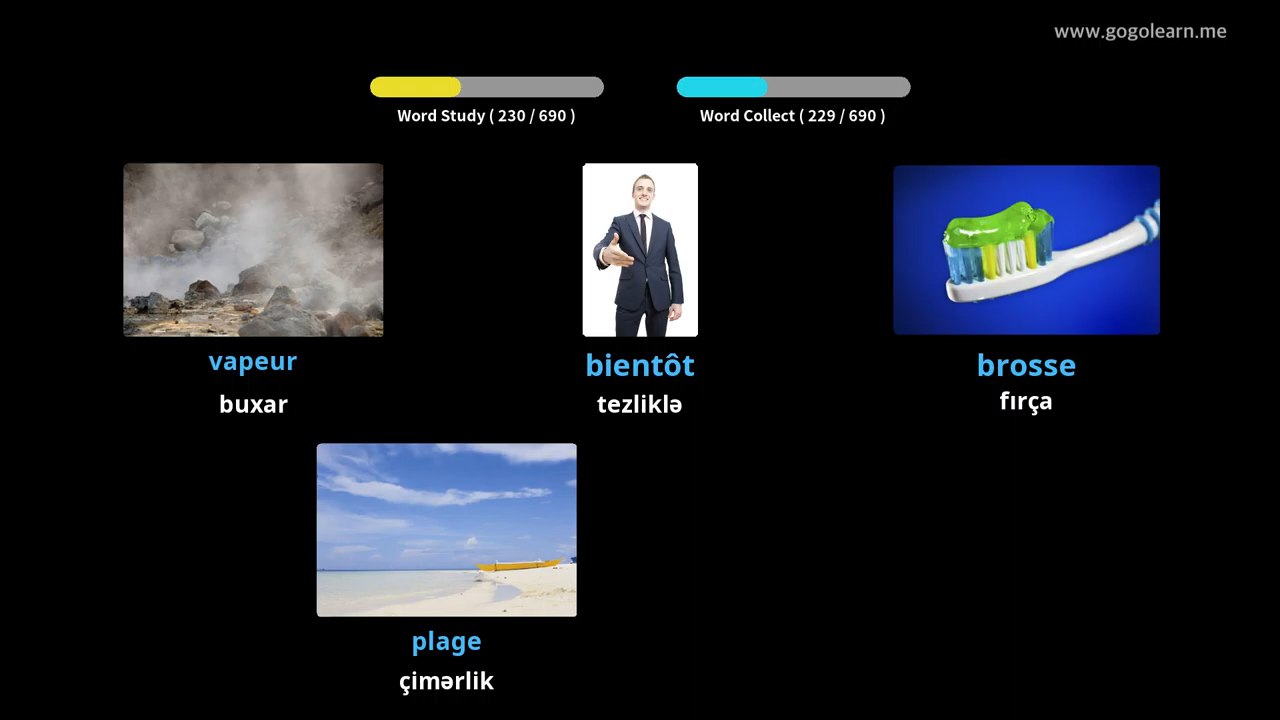 www.gogolearn.me
Word Study ( 230 / 690 )
Word Collect ( 229 / 690 )
vapeur
buxar
bientôt
tezliklə
brosse
fırça
plage
çimərlik